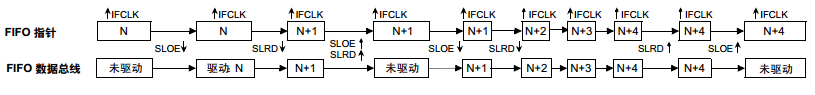 ↑IFCLK ↑IFCLK ↑IFCLK ↑IFCLK ↑IFCLK ↑IFCLK ↑IFCLK ↑IFCLK ↑IFCLK ↑IFCLK
FIFO 指针 N N N+1 N+1 N+1 N+2 N+3 N+4 N+4 N+4
SLOE↓ SLRD↓ SLOE↑ SLRD↑ SLOE↓ SLRD↓ SLRD↑ SLOE↑
FIFO 数据总线 未驱动 驱动: N N+1 未驱动 N+1 N+2 N+3 N+4 N+4 未驱动